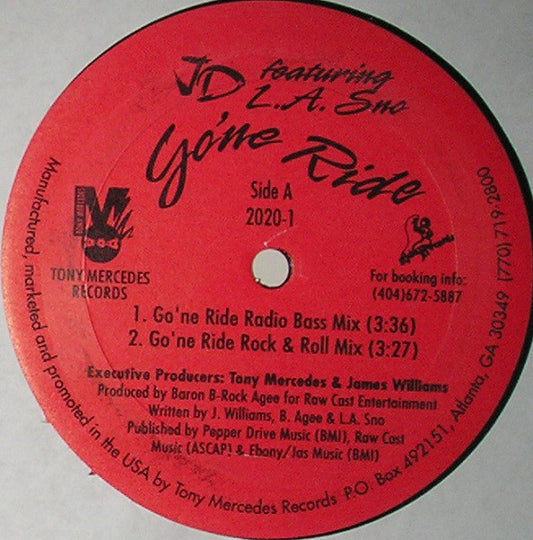 JD featuring
L.A. Sno
Go'ne Ride
Side A
2020-1
TONY MERCEDES
RECORDS
For booking info:
(404)672-5887
1. Go'ne Ride Radio Bass Mix (3:36)
2. Go'ne Ride Rock & Roll Mix (3:27)
Executive Producers: Tony Mercedes & James Williams
Produced by Baron B-Rock Agee for Raw Cast Entertainment
Written by J. Williams, B. Agee & L.A. Sno
Published by Pepper Drive Music (BMI), Raw Cast
Music (ASCAP) & Ebony/Jas Music (BMI)
Manufactured, marketed and promoted in the USA by Tony Mercedes Records P.O. Box 492151, Atlanta, GA 30349 (770)719-2800